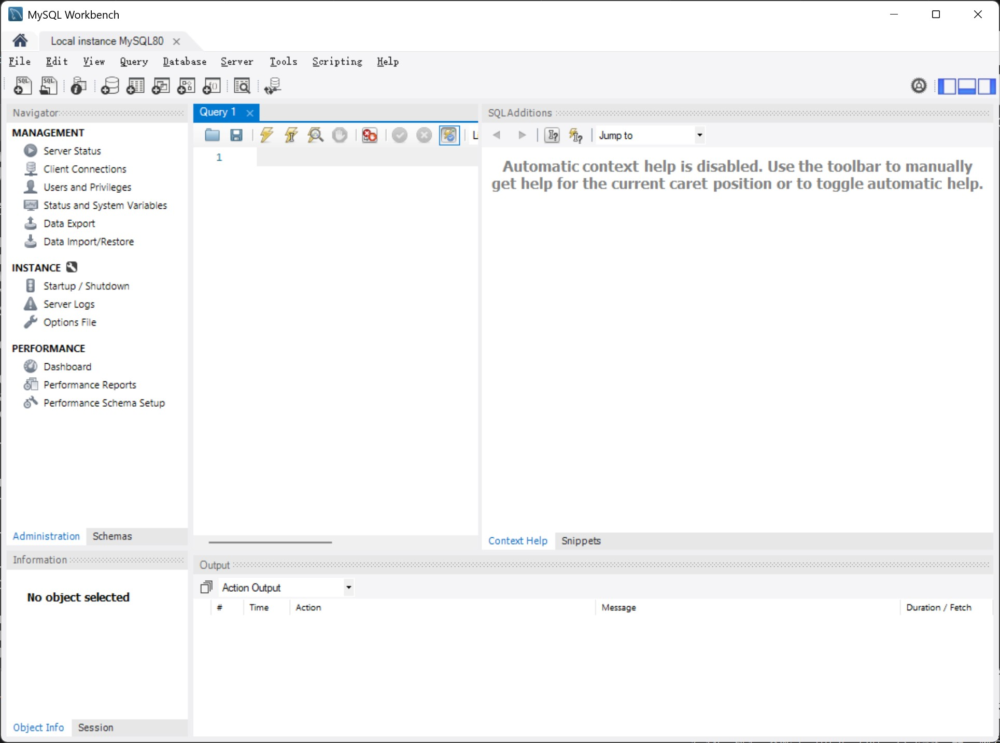 MySQL Workbench
Local instance MySQL80
File Edit View Query Database Server Tools Scripting Help
Navigator
MANAGEMENT
Server Status
Client Connections
Users and Privileges
Status and System Variables
Data Export
Data Import/Restore
INSTANCE
Startup / Shutdown
Server Logs
Options File
PERFORMANCE
Dashboard
Performance Reports
Performance Schema Setup
Administration Schemas
Information
No object selected
Object Info Session
Query 1
1
SQLAdditions
Jump to
Automatic context help is disabled. Use the toolbar to manually
get help for the current caret position or to toggle automatic help.
Context Help Snippets
Output
Action Output
# Time Action Message Duration / Fetch